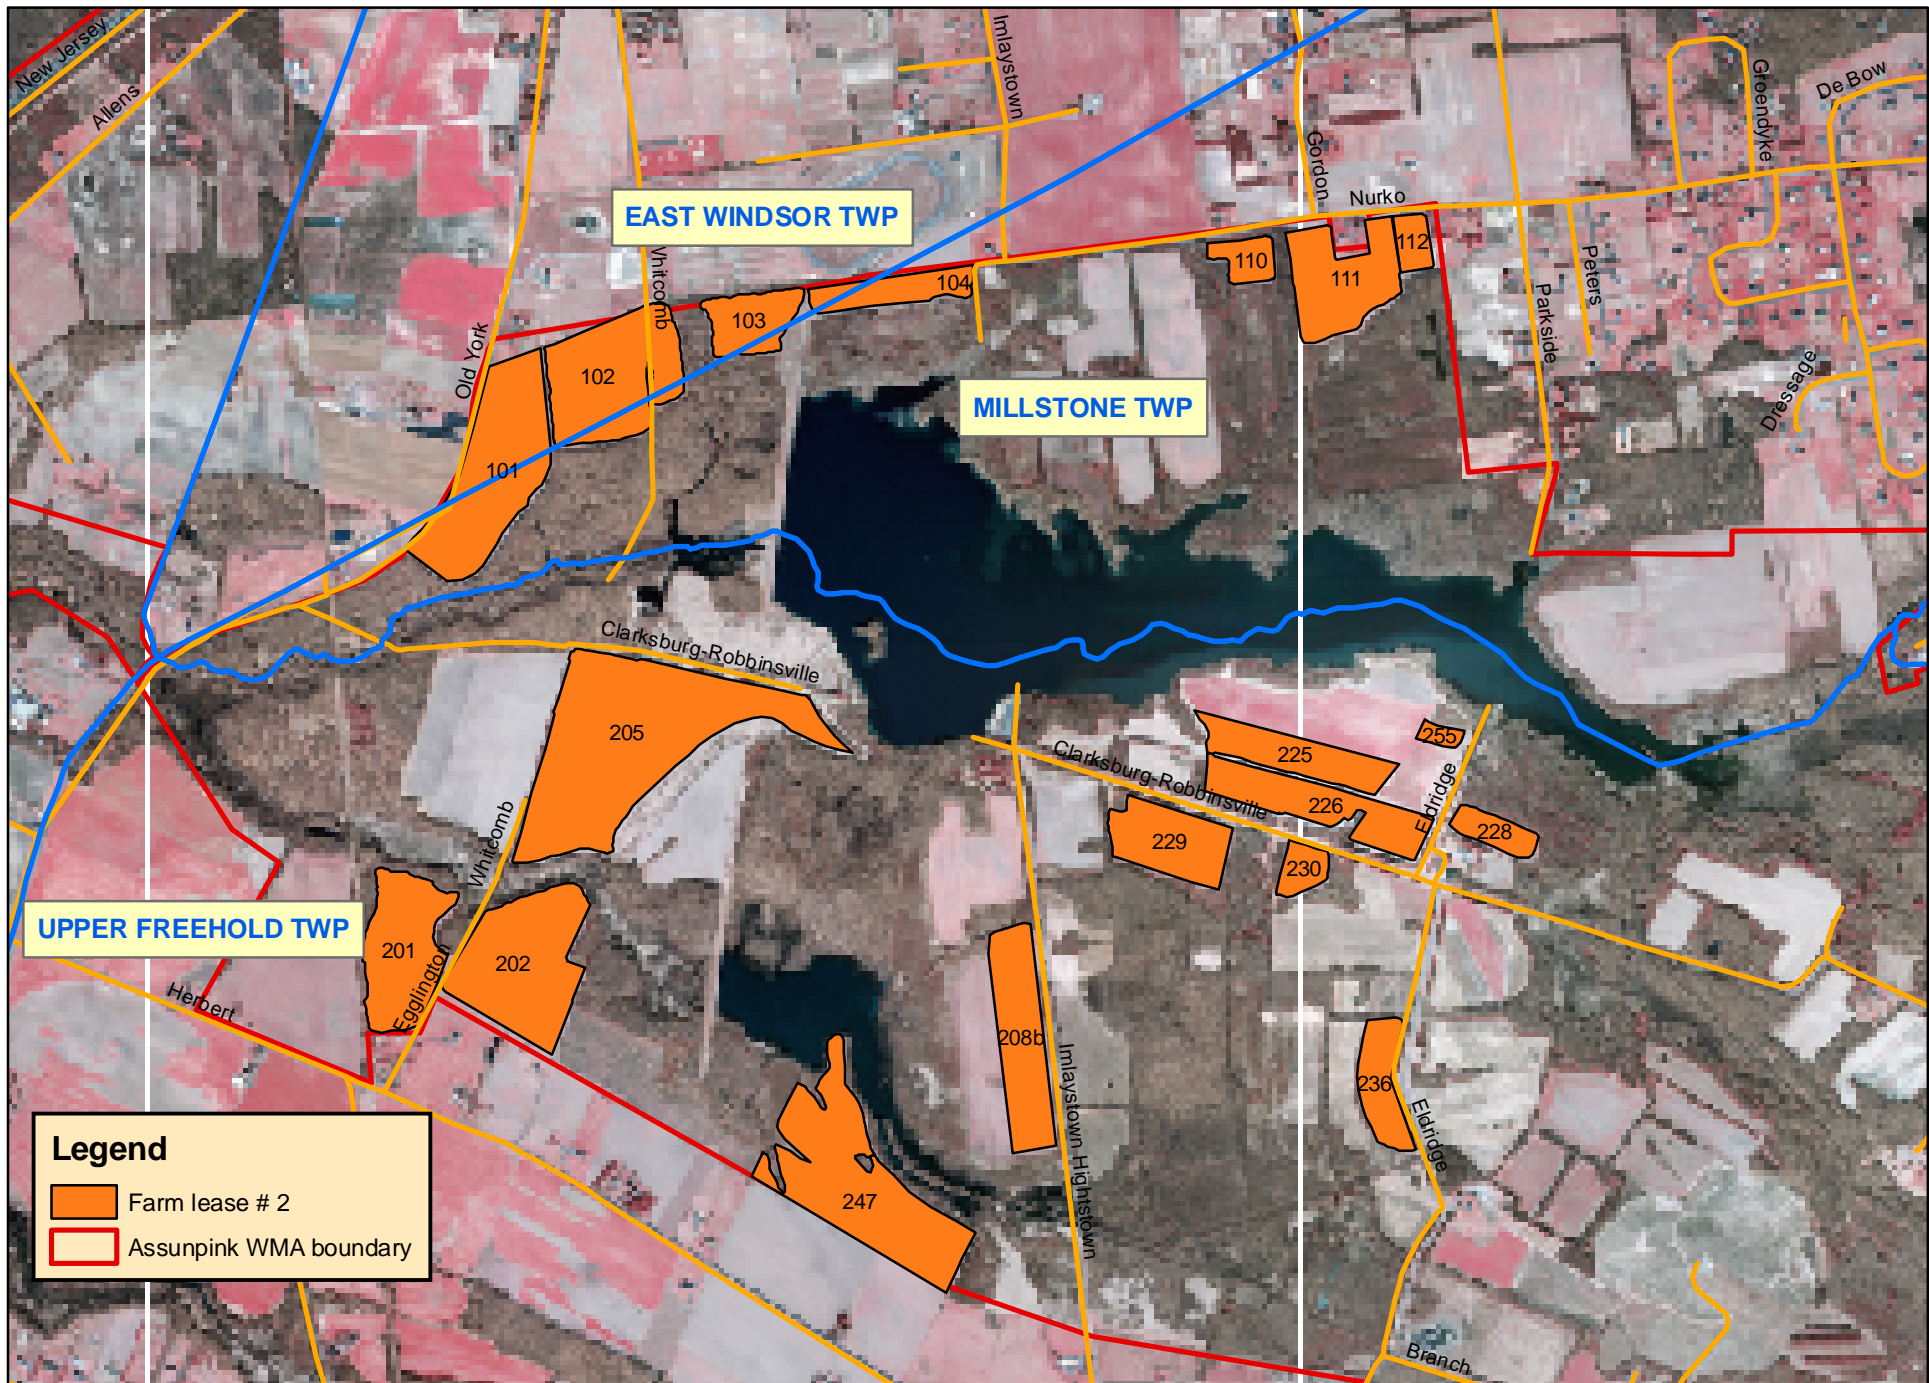 New Jersey
Allens
Imlaystown
Gordon
Nurko
Groendyke
De Bow
EAST WINDSOR TWP
Whitcomb
Old York
Peters
Parkside
Dressage
MILLSTONE TWP
101
102
103
104
110
111
112
Clarksburg-Robbinsville
205
Clarksburg-Robbinsville
225
255
226
Eldridge
228
229
230
Whitcomb
UPPER FREEHOLD TWP
201
202
Egglington
Herbert
208b
Imlaystown Hightstown
236
Eldridge
247
Branch
Legend
Farm lease # 2
Assunpink WMA boundary